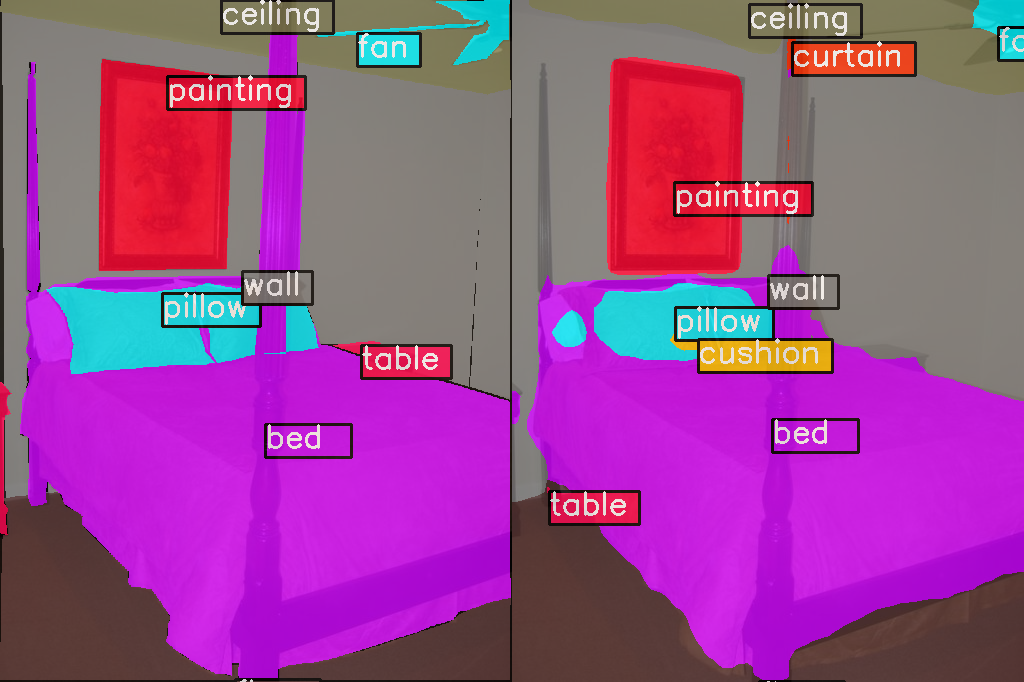 ceiling
fan
painting
wall
pillow
table
bed
ceiling
curtain
painting
wall
pillow
cushion
bed
table